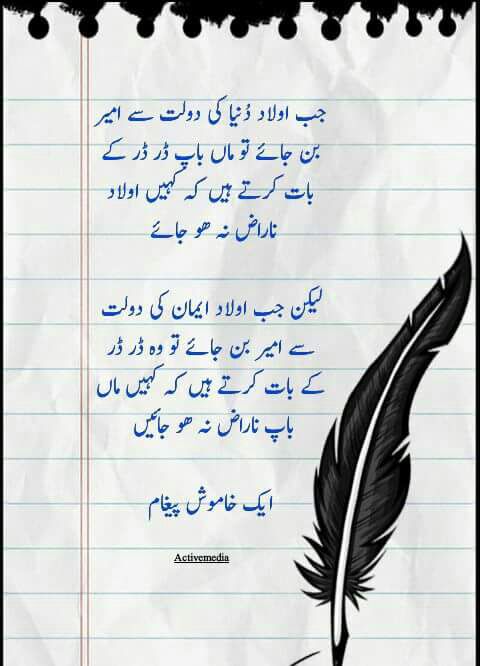 جب اولاد دُنیا کی دولت سے امیر
بن جائے تو ماں باپ ڈر ڈر کے
بات کرتے ہیں کہ کہیں اولاد
ناراض نہ ھو جائے
لیکن جب اولاد ایمان کی دولت
سے امیر بن جائے تو وہ ڈر ڈر
کے بات کرتے ہیں کہ کہیں ماں
باپ ناراض نہ ھو جائیں
ایک خاموش پیغام
Activemedia